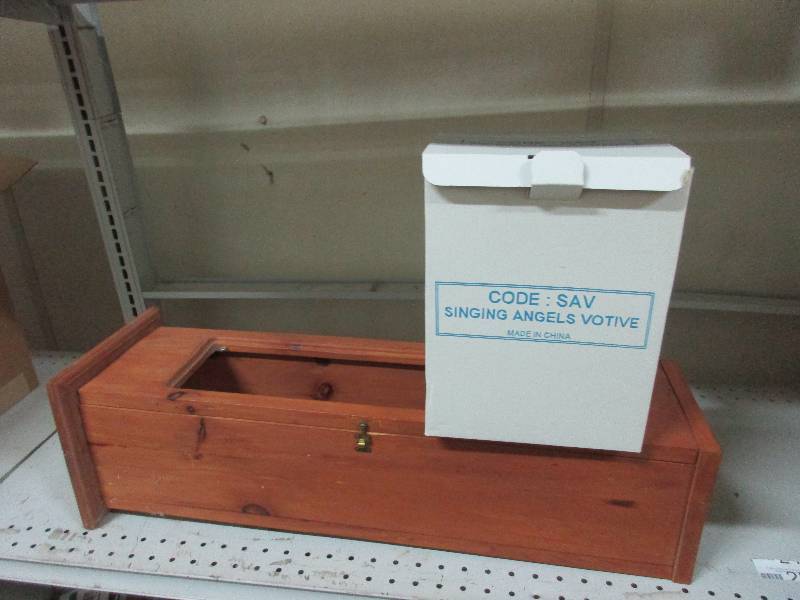 CODE : SAV
SINGING ANGELS VOTIVE
MADE IN CHINA